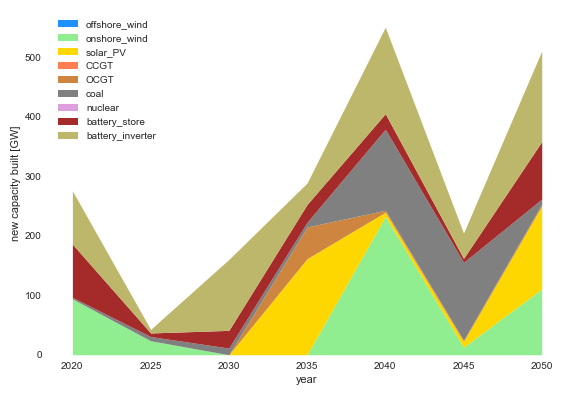 offshore_wind
onshore_wind
solar_PV
CCGT
OCGT
coal
nuclear
battery_store
battery_inverter
new capacity built [GW]
500
400
300
200
100
0
2020 2025 2030 2035 2040 2045 2050
year